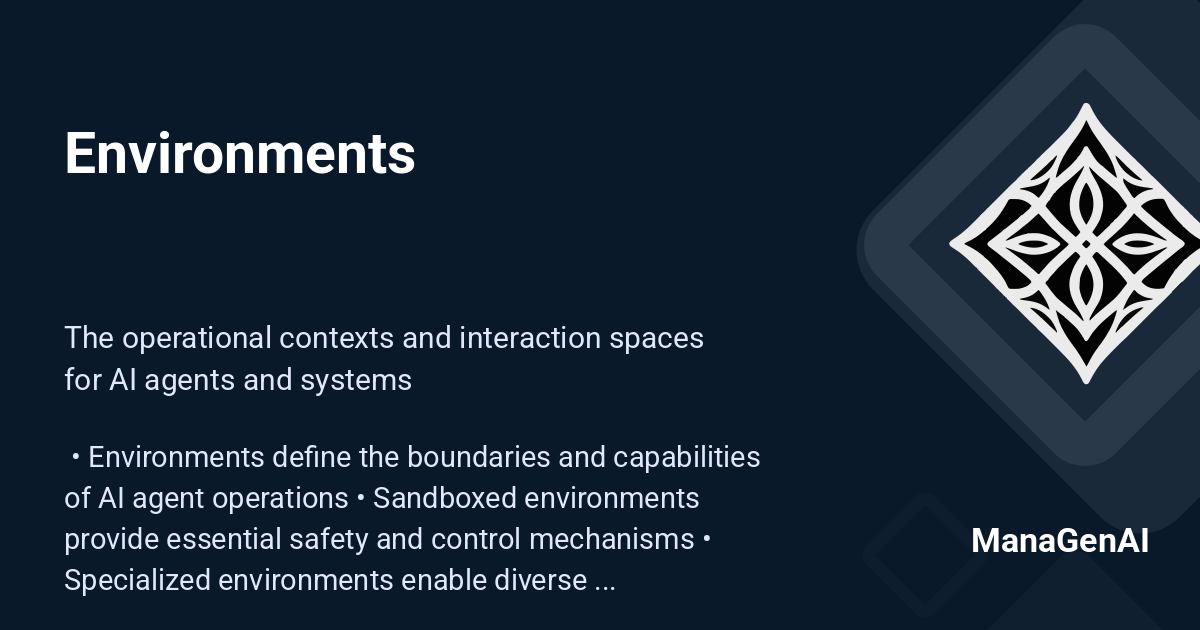 Environments
The operational contexts and interaction spaces
for AI agents and systems
• Environments define the boundaries and capabilities
of AI agent operations • Sandboxed environments
provide essential safety and control mechanisms •
Specialized environments enable diverse ...
ManaGenAI